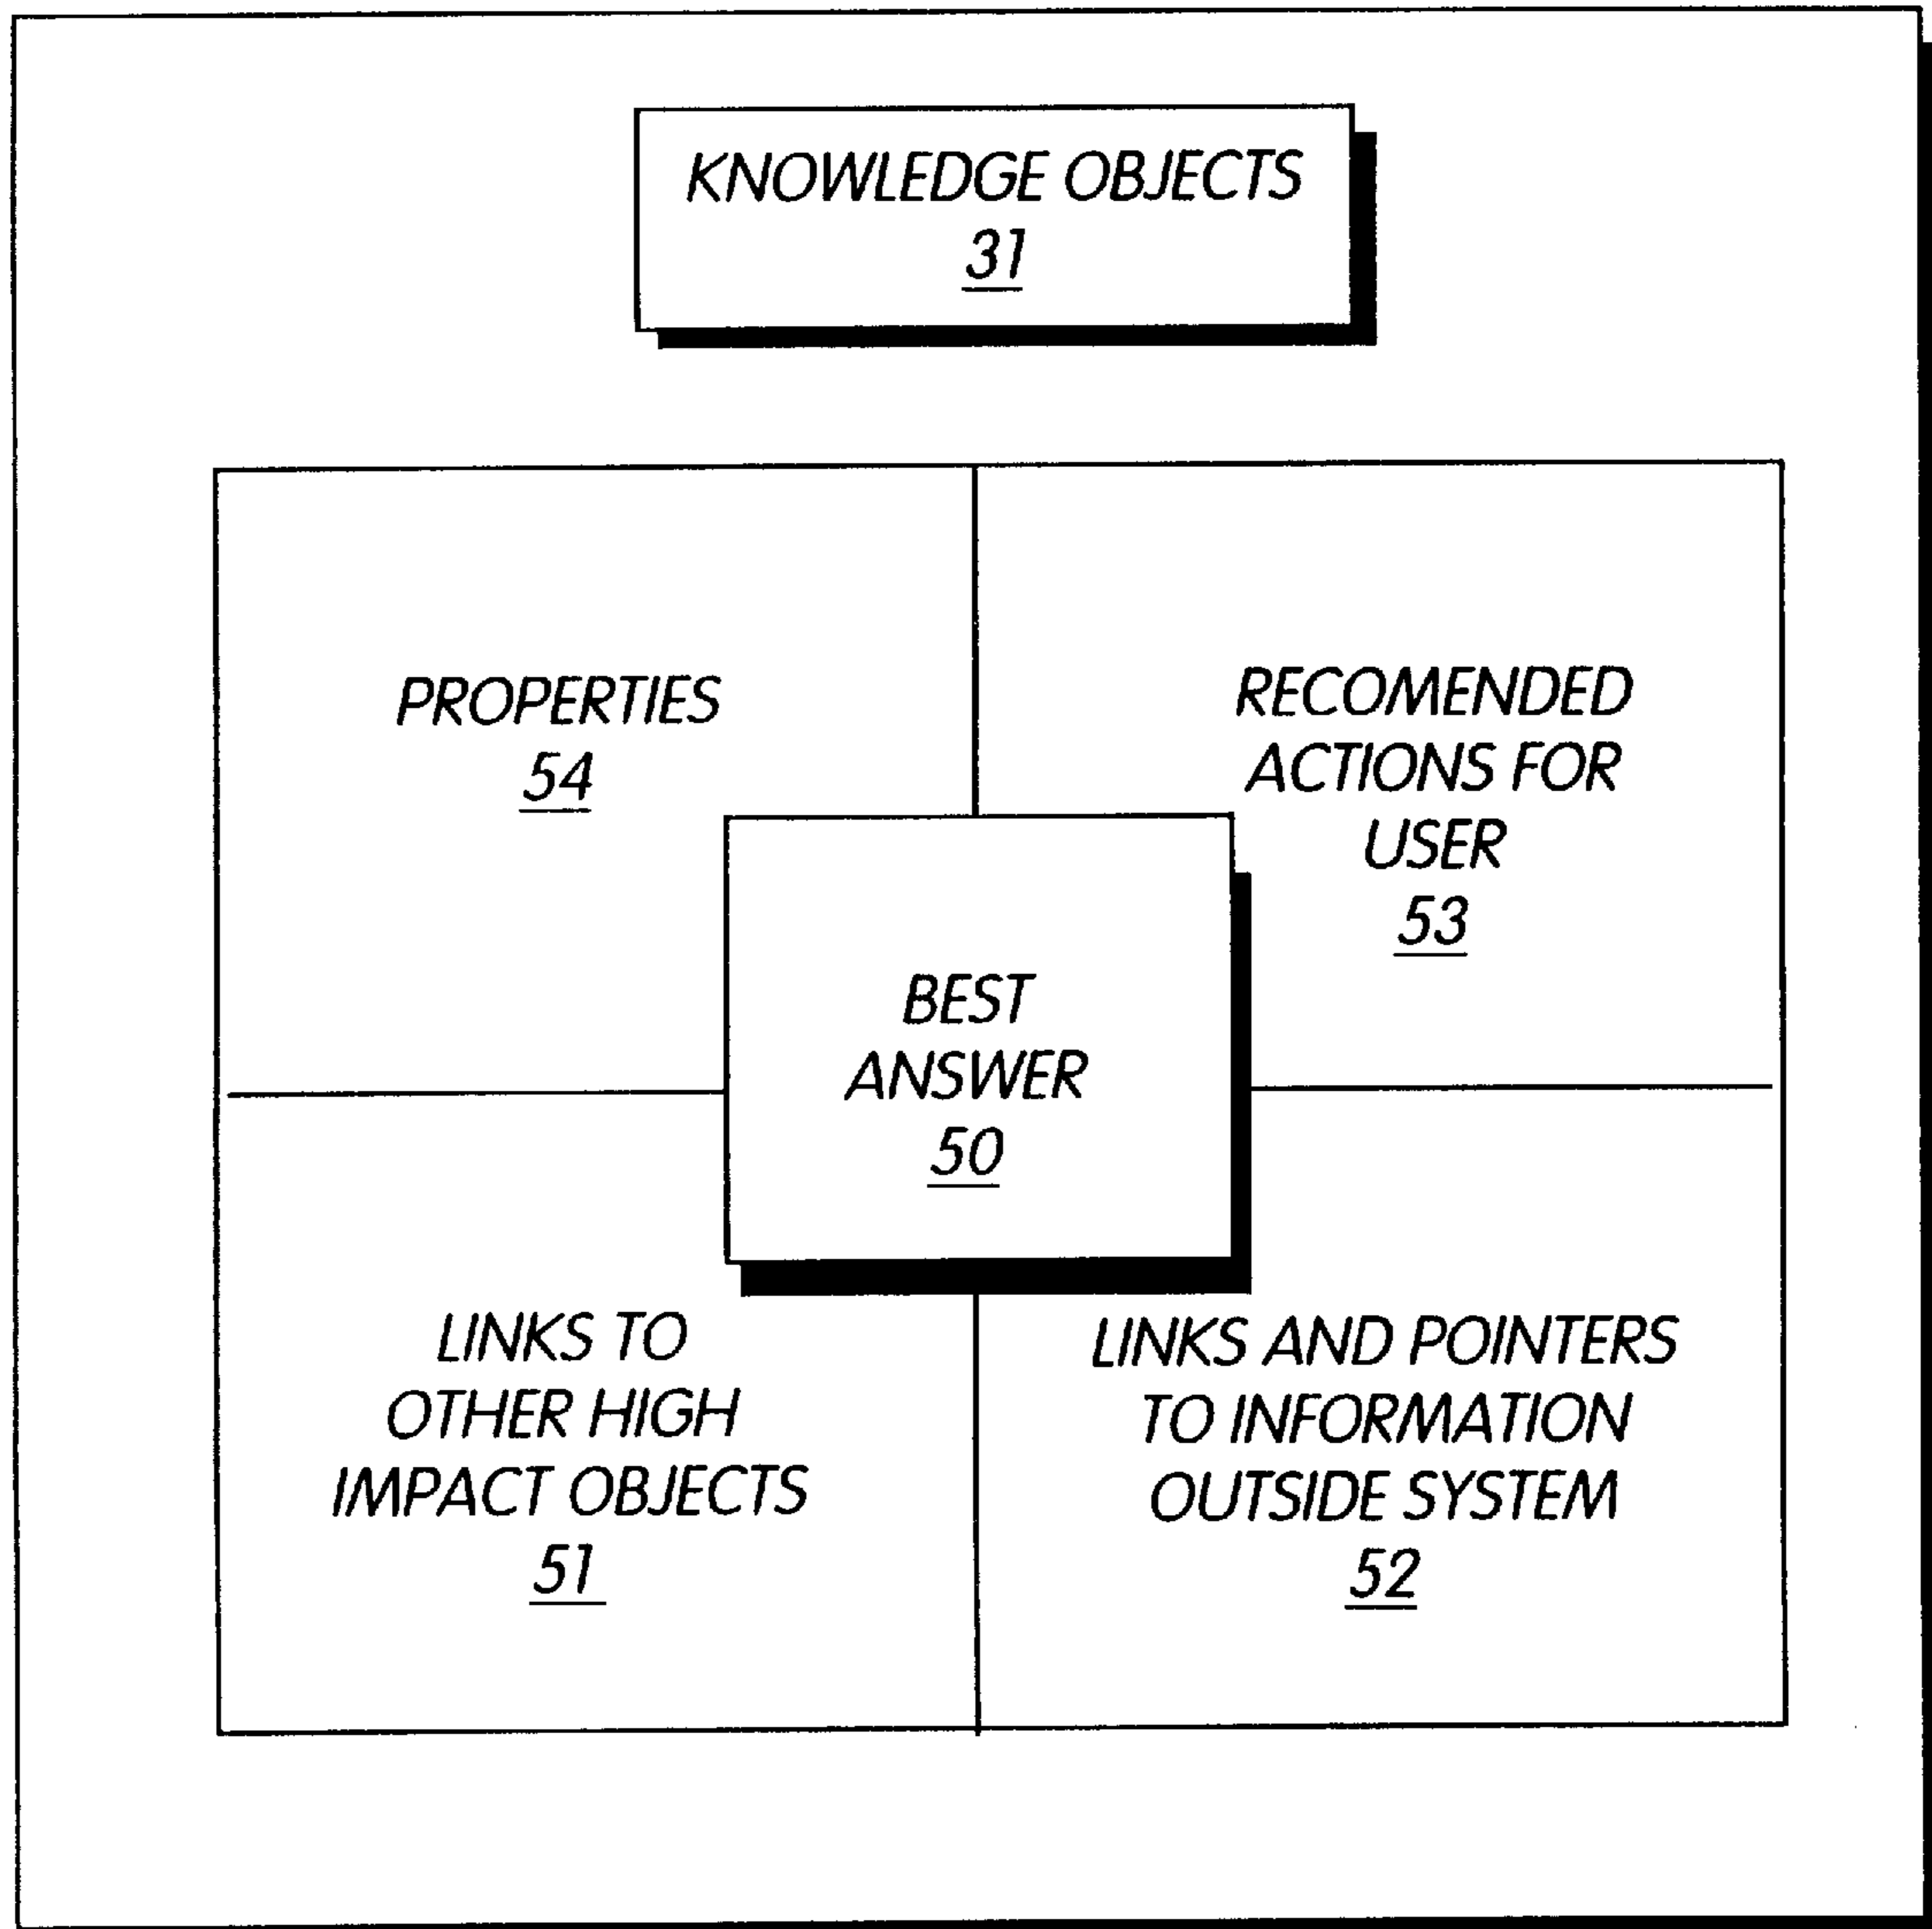 KNOWLEDGE OBJECTS
31
PROPERTIES
54
RECOMENDED
ACTIONS FOR
USER
53
BEST
ANSWER
50
LINKS TO
OTHER HIGH
IMPACT OBJECTS
51
LINKS AND POINTERS
TO INFORMATION
OUTSIDE SYSTEM
52